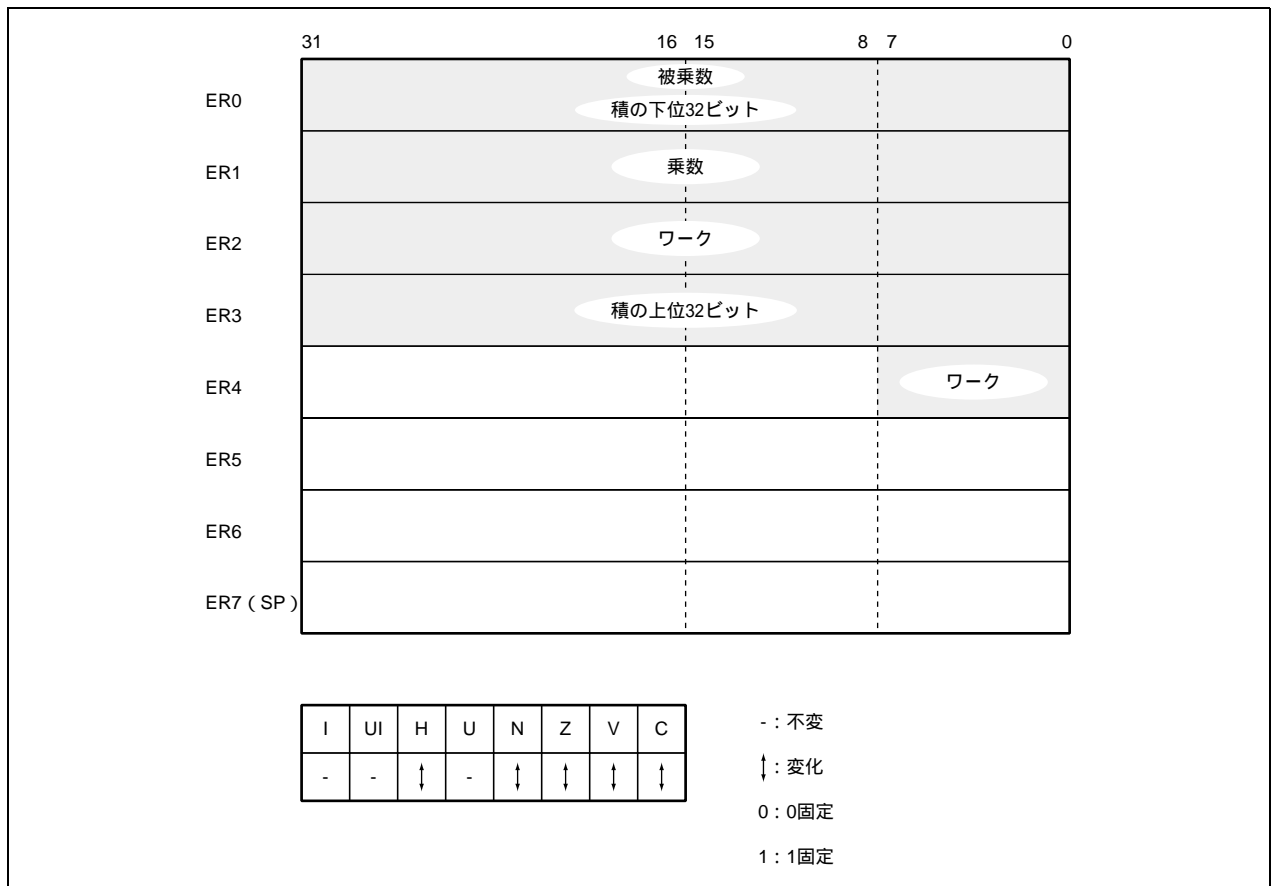 31 16 15 8 7 0
ER0 被乗数
積の下位32ビット
ER1 乗数
ER2 ワーク
ER3 積の上位32ビット
ER4 ワーク
ER5
ER6
ER7（SP）
I UI H U N Z V C
- - ↕ - ↕ ↕ ↕ ↕
-：不変
↕：変化
0：0固定
1：1固定